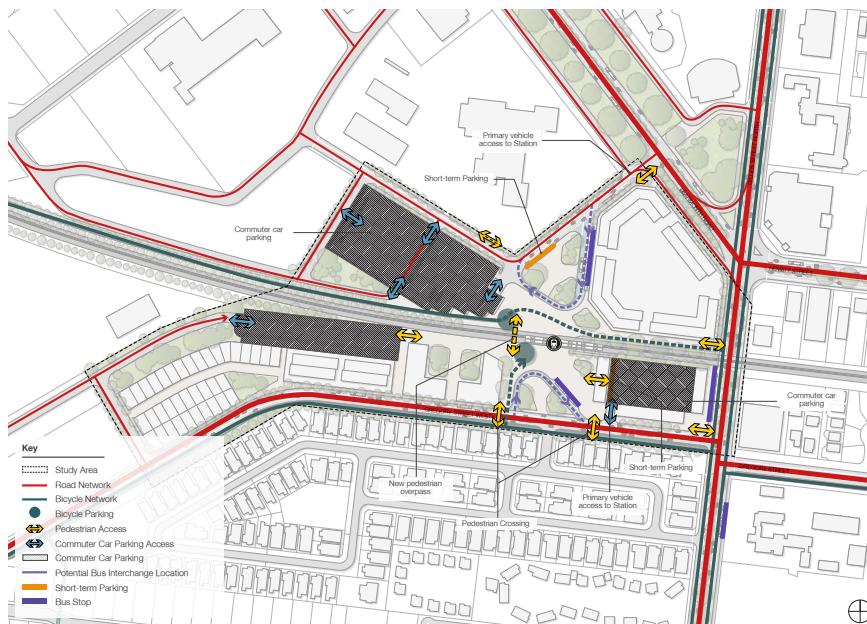 Primary vehicle
access to Station
Short-term Parking
Commuter car
parking
Commuter car
parking
Short-term Parking
New pedestrian
overpass
Primary vehicle
access to Station
Pedestrian Crossing
Key
Study Area
Road Network
Bicycle Network
Bicycle Parking
Pedestrian Access
Commuter Car Parking Access
Commuter Car Parking
Potential Bus Interchange Location
Short-term Parking
Bus Stop